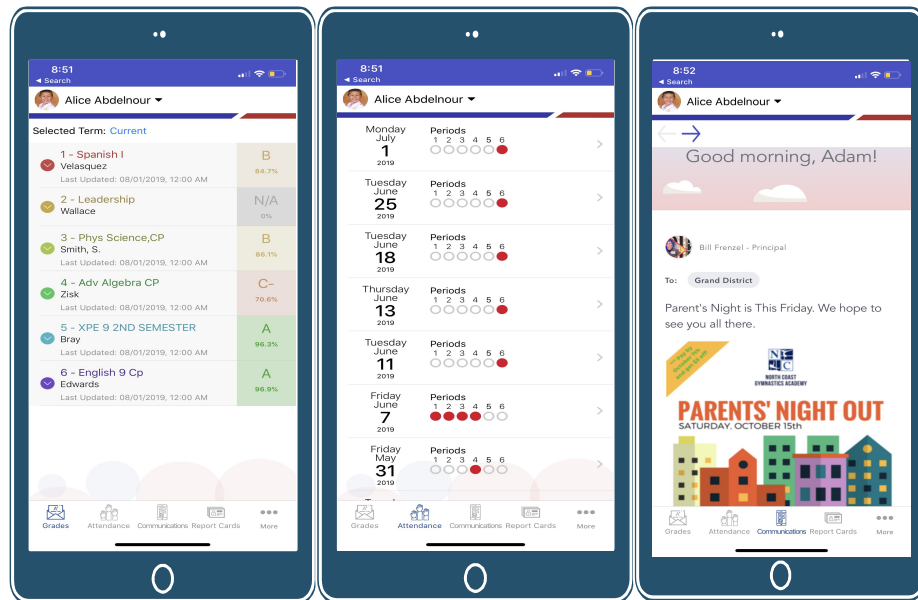 8:51
◂ Search
Alice Abdelnour
Selected Term: Current
1 - Spanish I
Velasquez
Last Updated: 08/01/2019, 12:00 AM
B
84.7%
2 - Leadership
Wallace
N/A
0%
3 - Phys Science,CP
Smith, S.
Last Updated: 08/01/2019, 12:00 AM
B
86.1%
4 - Adv Algebra CP
Zisk
Last Updated: 08/01/2019, 12:00 AM
C-
70.6%
5 - XPE 9 2ND SEMESTER
Bray
Last Updated: 08/01/2019, 12:00 AM
A
96.3%
6 - English 9 Cp
Edwards
Last Updated: 08/01/2019, 12:00 AM
A
96.9%
Grades Attendance Communications Report Cards More
8:51
◂ Search
Alice Abdelnour
Monday
July
1
2019
Periods
1 2 3 4 5 6
Tuesday
June
25
2019
Periods
1 2 3 4 5 6
Tuesday
June
18
2019
Periods
1 2 3 4 5 6
Thursday
June
13
2019
Periods
1 2 3 4 5 6
Tuesday
June
11
2019
Periods
1 2 3 4 5 6
Friday
June
7
2019
Periods
1 2 3 4 5 6
Friday
May
31
2019
Periods
1 2 3 4 5 6
Grades Attendance Communications Report Cards More
8:52
◂ Search
Alice Abdelnour
Good morning, Adam!
Bill Frenzel - Principal
To: Grand District
Parent's Night is This Friday. We hope to
see you all there.
NORTH COAST
GYMNASTICS ACADEMY
PARENTS' NIGHT OUT
SATURDAY, OCTOBER 15th
Grades Attendance Communications Report Cards More